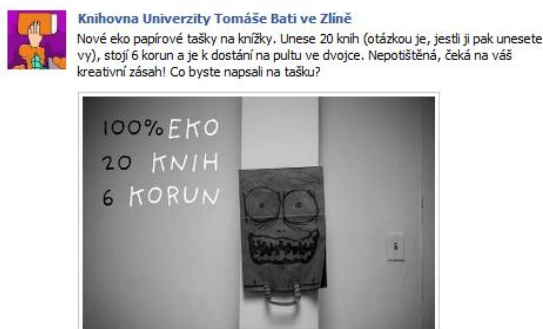 Knihovna Univerzity Tomáše Bati ve Zlíně
Nové eko papírové tašky na knížky. Unese 20 knih (otázkou je, jestli ji pak unesete
vy), stojí 6 korun a je k dostání na pultu ve dvojce. Nepotištěná, čeká na váš
kreativní zásah! Co byste napsali na tašku?
100% EKO
20 KNIH
6 KORUN